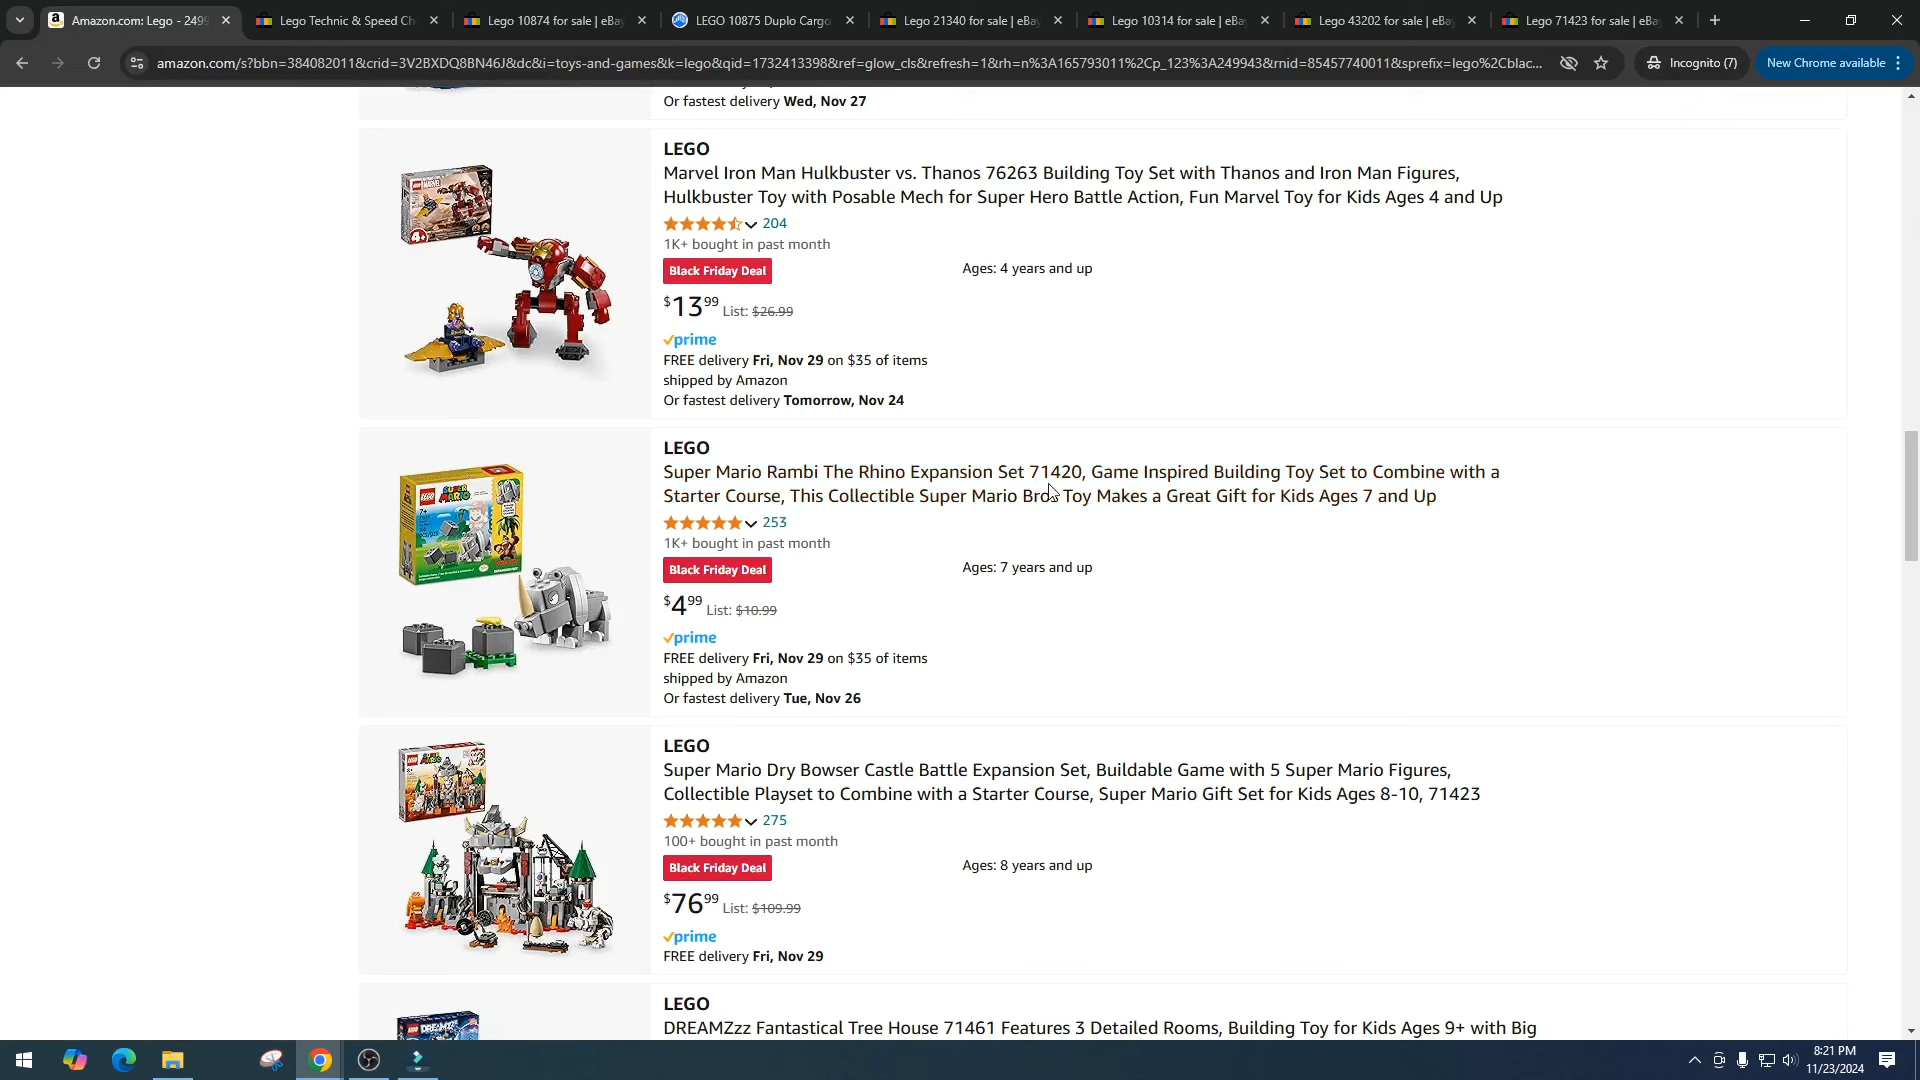 Amazon.com: Lego - 249
Lego Technic & Speed Ch
Lego 10874 for sale | eBay
LEGO 10875 Duplo Cargo
Lego 21340 for sale | eBay
Lego 10314 for sale | eBay
Lego 43202 for sale | eBay
Lego 71423 for sale | eBay
amazon.com/s?bbn=384082011&crid=3V2BXDQ8BN46J&dc&i=toys-and-games&k=lego&qid=1732413398&ref=glow_cls&refresh=1&rh=n%3A165793011%2Cp_123%3A249943&rnid=85457740011&sprefix=lego%2Cblac...
Incognito (7)
New Chrome available
Or fastest delivery Wed, Nov 27
LEGO
Marvel Iron Man Hulkbuster vs. Thanos 76263 Building Toy Set with Thanos and Iron Man Figures,
Hulkbuster Toy with Posable Mech for Super Hero Battle Action, Fun Marvel Toy for Kids Ages 4 and Up
204
1K+ bought in past month
Black Friday Deal
Ages: 4 years and up
$13.99 List: $26.99
prime
FREE delivery Fri, Nov 29 on $35 of items
shipped by Amazon
Or fastest delivery Tomorrow, Nov 24
LEGO
Super Mario Rambi The Rhino Expansion Set 71420, Game Inspired Building Toy Set to Combine with a
Starter Course, This Collectible Super Mario Bros Toy Makes a Great Gift for Kids Ages 7 and Up
253
1K+ bought in past month
Black Friday Deal
Ages: 7 years and up
$4.99 List: $10.99
prime
FREE delivery Fri, Nov 29 on $35 of items
shipped by Amazon
Or fastest delivery Tue, Nov 26
LEGO
Super Mario Dry Bowser Castle Battle Expansion Set, Buildable Game with 5 Super Mario Figures,
Collectible Playset to Combine with a Starter Course, Super Mario Gift Set for Kids Ages 8-10, 71423
275
100+ bought in past month
Black Friday Deal
Ages: 8 years and up
$76.99 List: $109.99
prime
FREE delivery Fri, Nov 29
LEGO
DREAMZzz Fantastical Tree House 71461 Features 3 Detailed Rooms, Building Toy for Kids Ages 9+ with Big
8:21 PM
11/23/2024